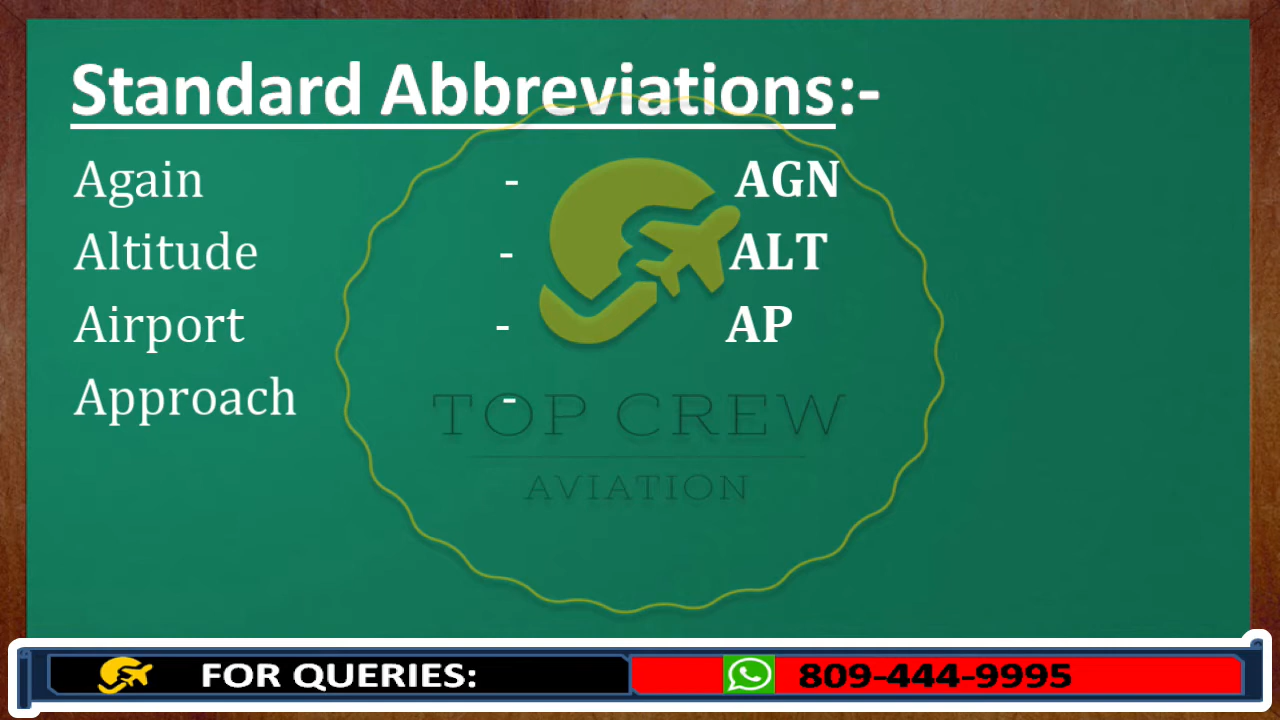 Standard Abbreviations:-
Again - AGN
Altitude - ALT
Airport - AP
Approach -
TOP CREW
AVIATION
FOR QUERIES: 809-444-9995